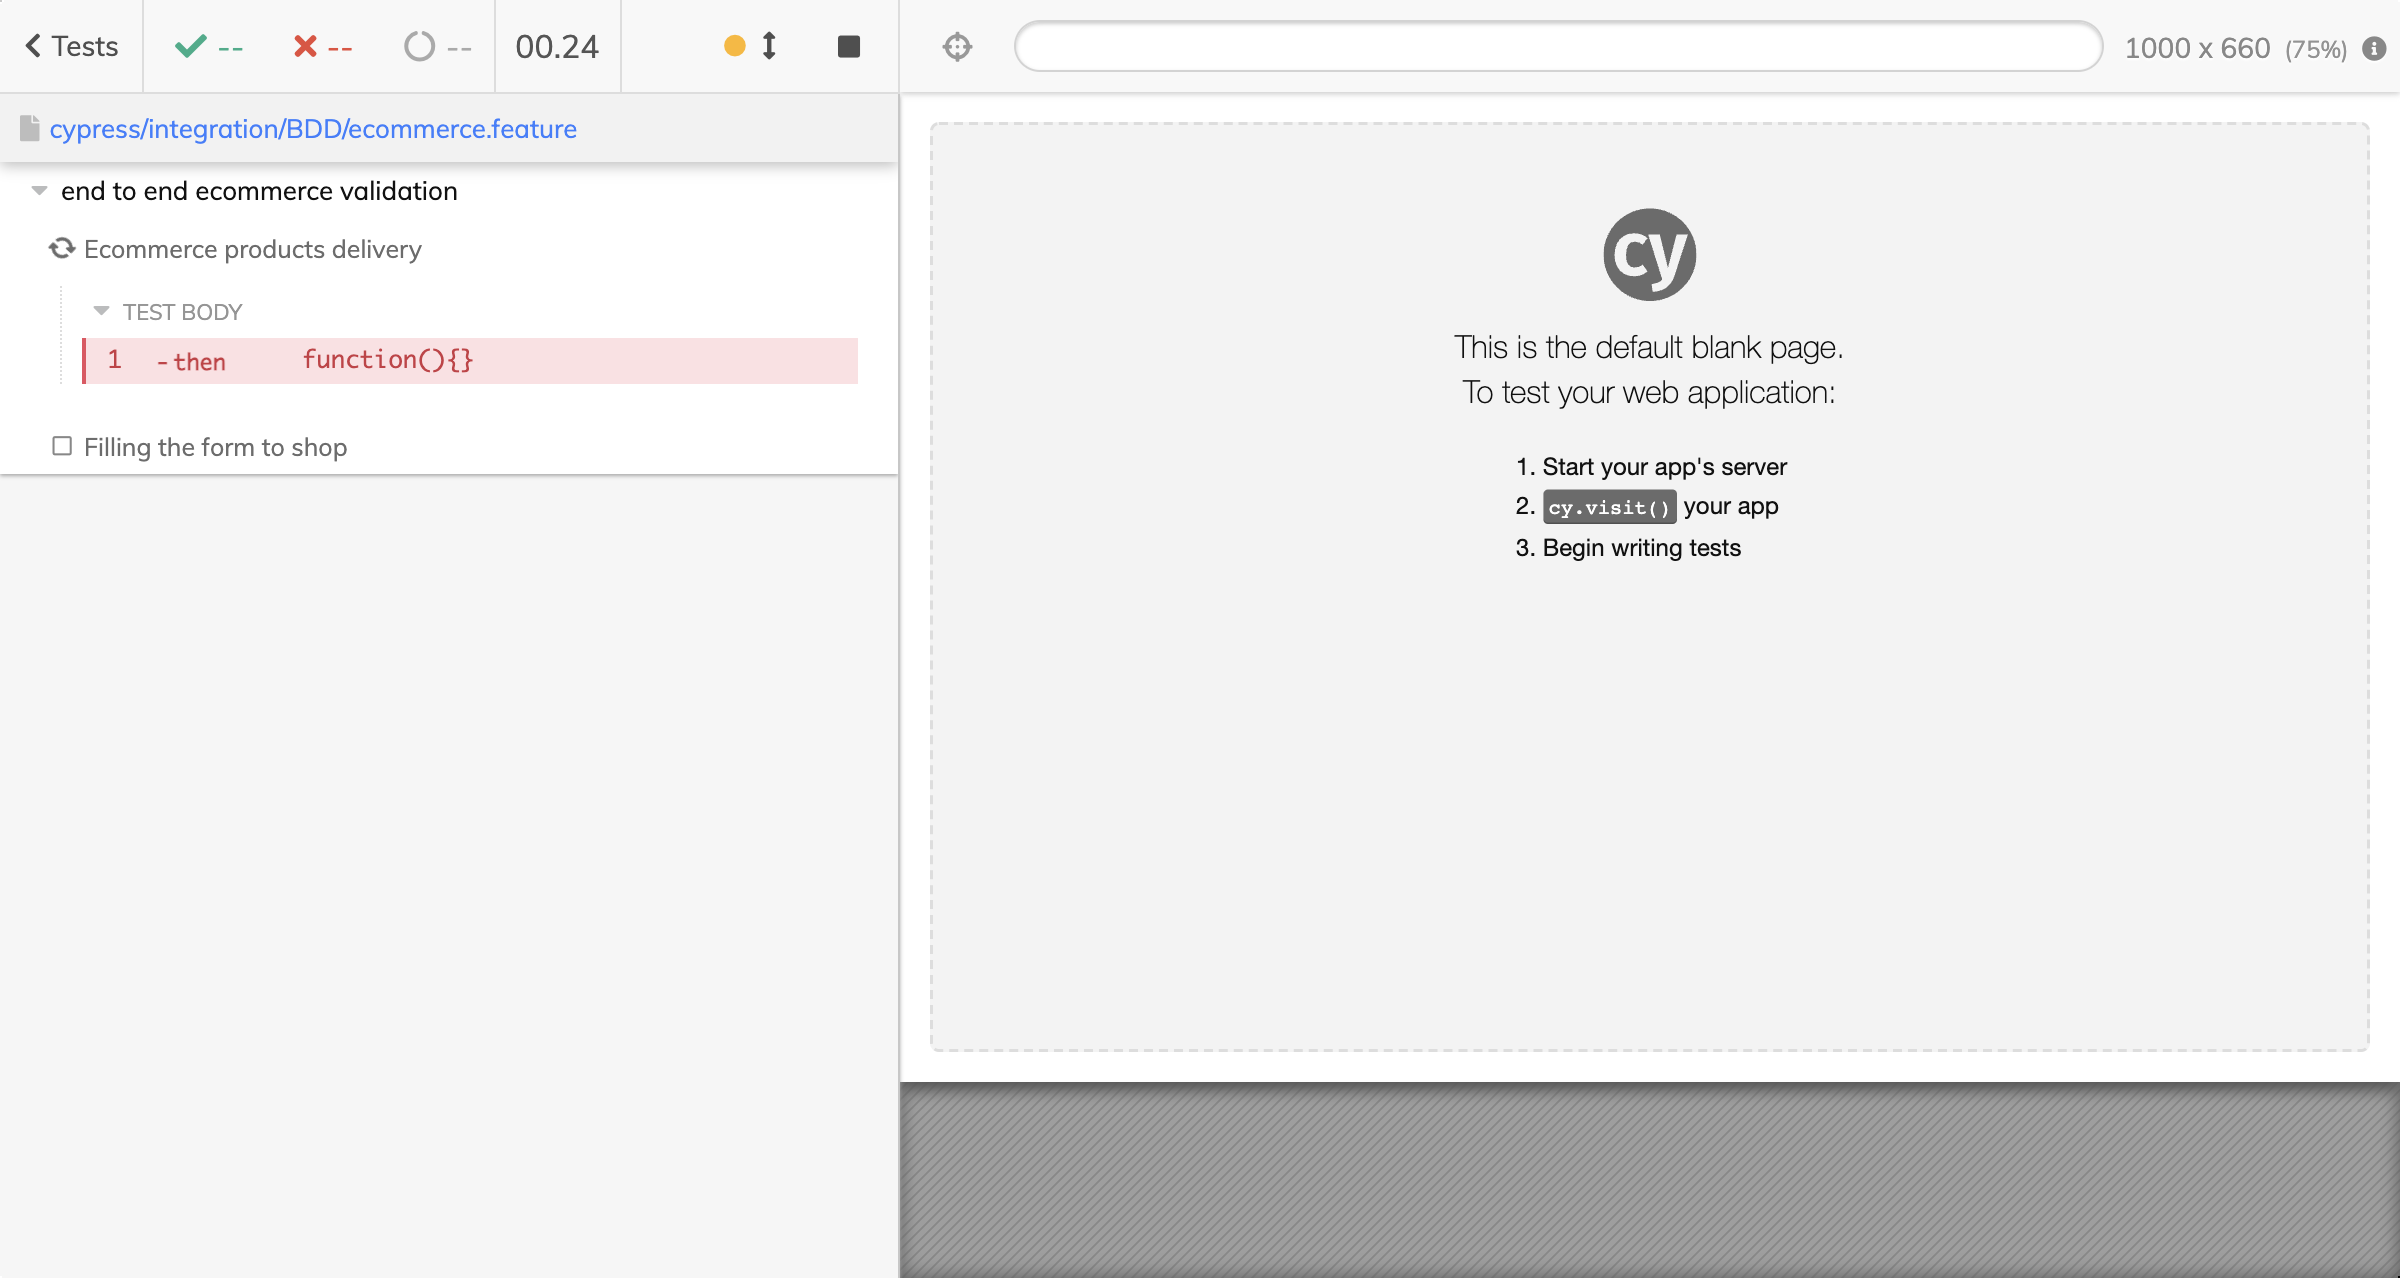 Tests
--
--
--
00.24
1000 x 660 (75%)
cypress/integration/BDD/ecommerce.feature
end to end ecommerce validation
Ecommerce products delivery
TEST BODY
1 -then function(){}
Filling the form to shop
cy
This is the default blank page.
To test your web application:
1. Start your app's server
2. cy.visit() your app
3. Begin writing tests